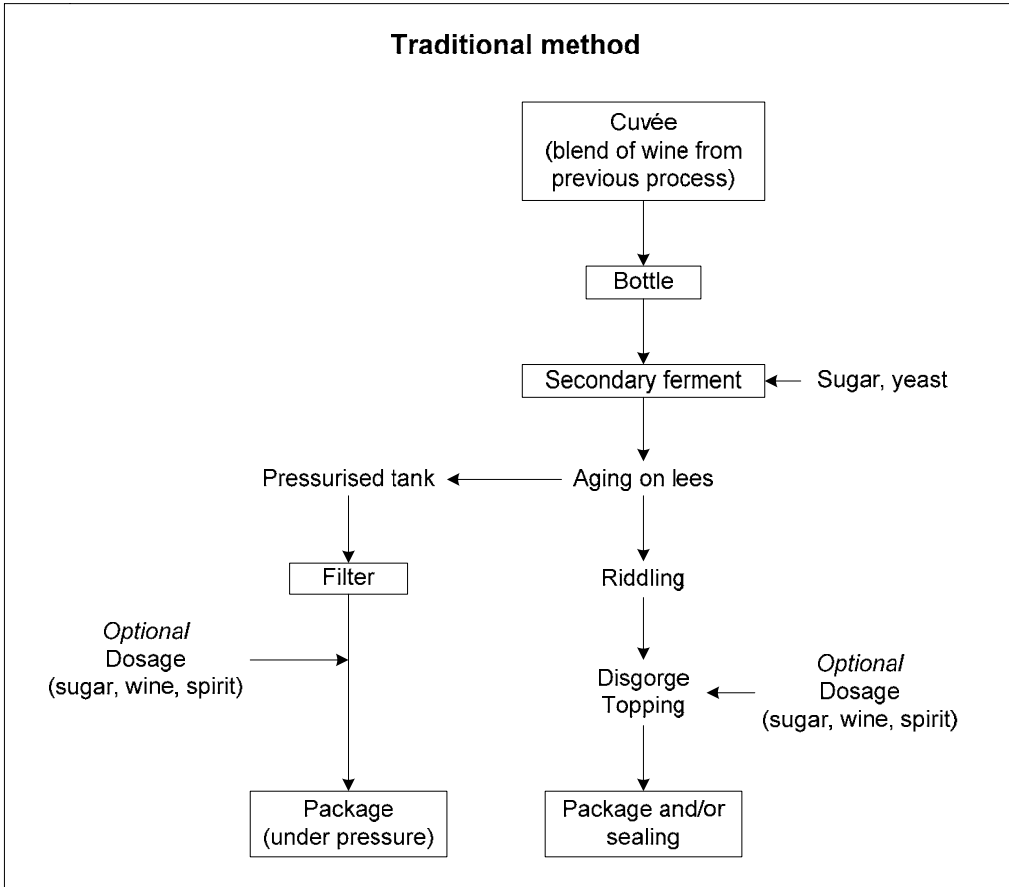 Traditional method
Cuvée
(blend of wine from
previous process)
Bottle
Secondary ferment
Sugar, yeast
Pressurised tank
Aging on lees
Filter
Riddling
Optional
Dosage
(sugar, wine, spirit)
Disgorge
Topping
Optional
Dosage
(sugar, wine, spirit)
Package
(under pressure)
Package and/or
sealing